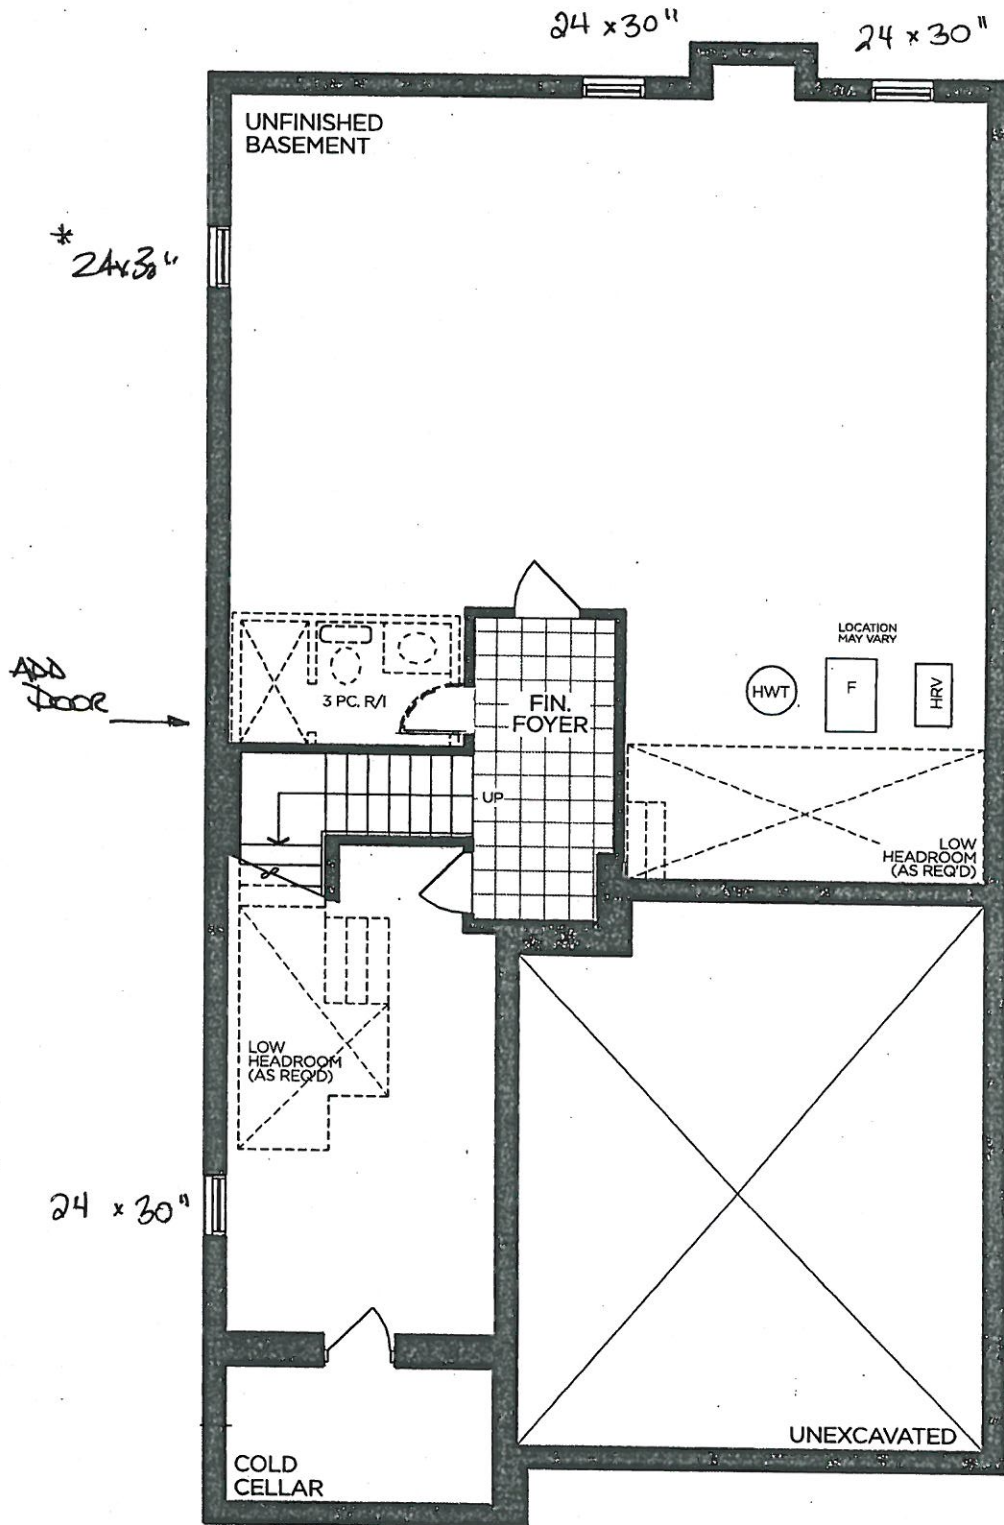 24 x 30"
24 x 30"
UNFINISHED
BASEMENT
*
24x30"
LOCATION
MAY VARY
ADD
DOOR
3 PC. R/I
FIN.
FOYER
HWT
F
HRV
UP
LOW
HEADROOM
(AS REQ'D)
LOW
HEADROOM
(AS REQ'D)
24 x 30"
UNEXCAVATED
COLD
CELLAR